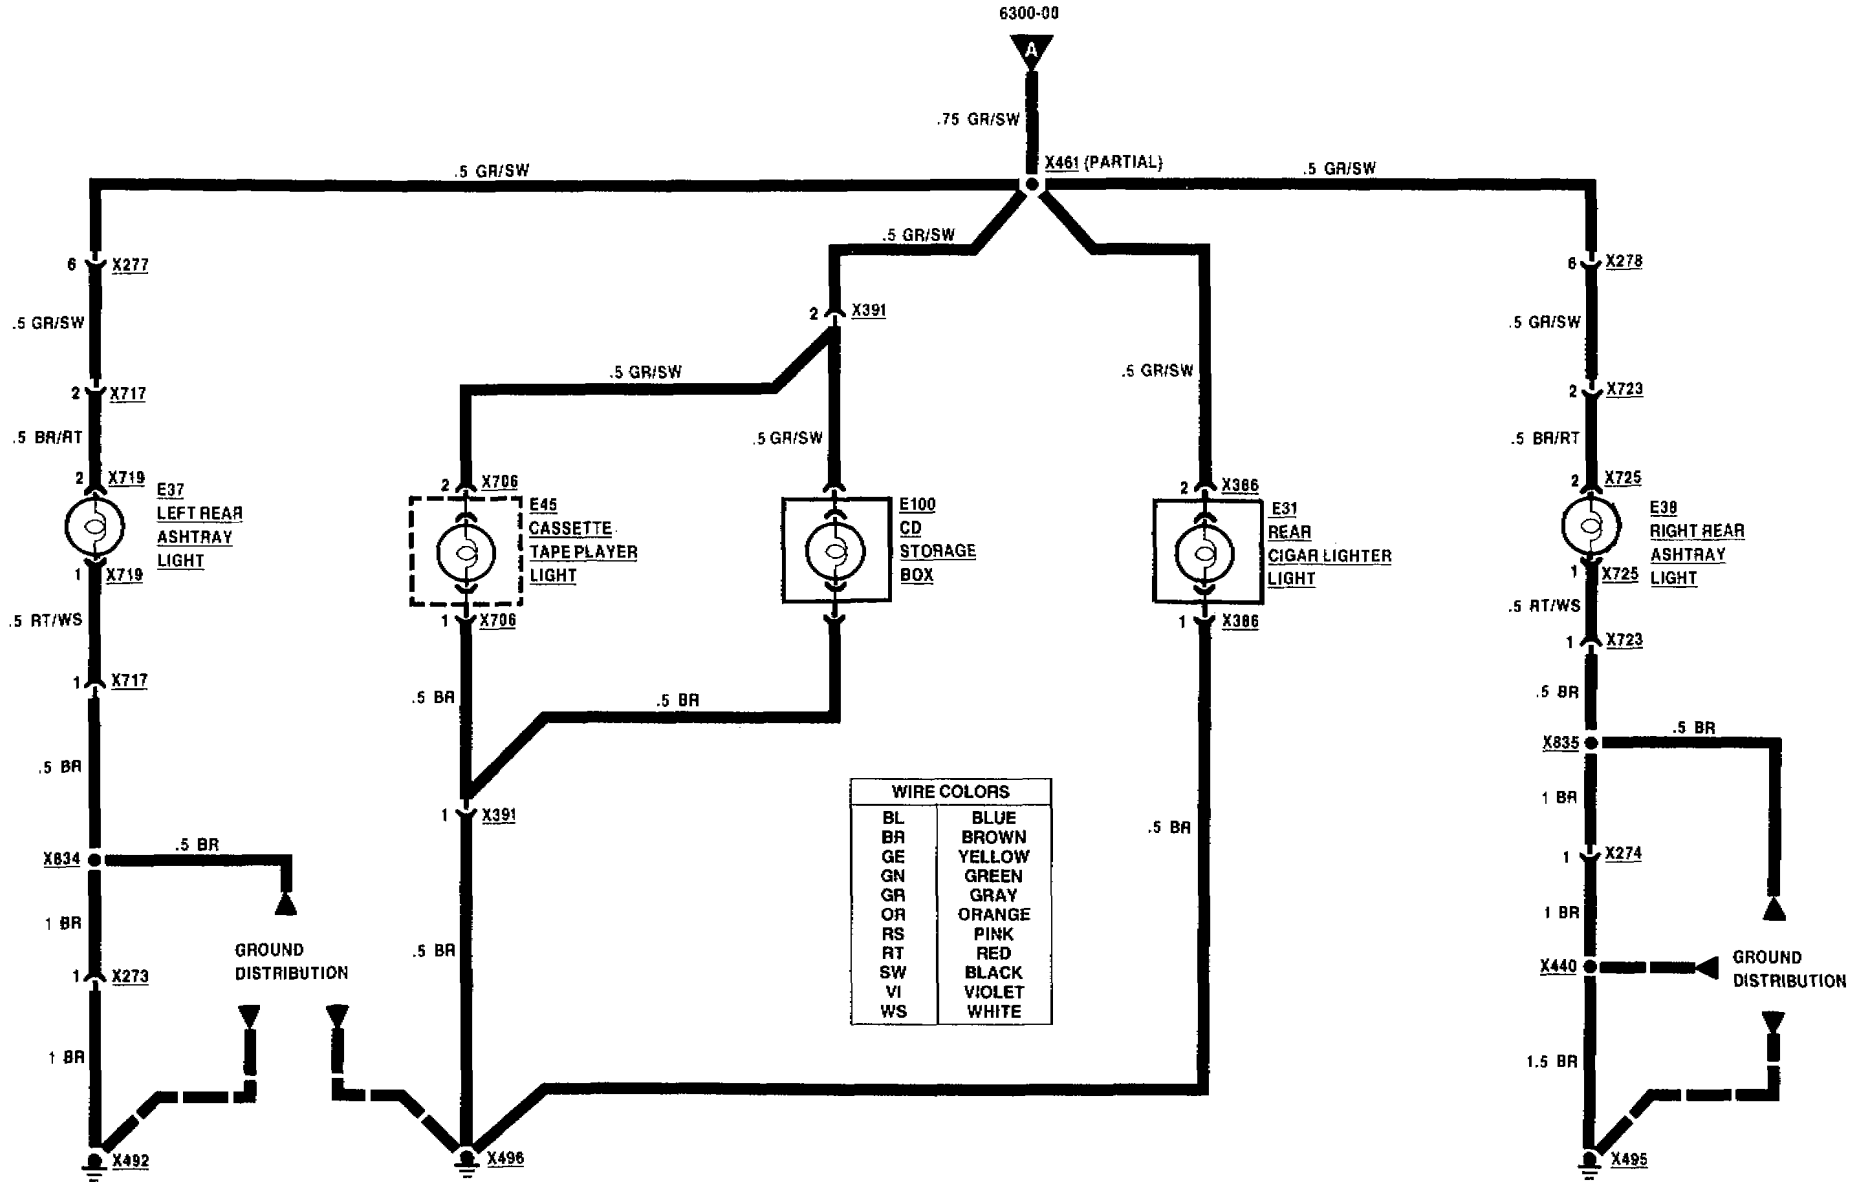 6300-00
A
.75 GR/SW
X461 (PARTIAL)
.5 GR/SW
.5 GR/SW
.5 GR/SW
6 X277
6 X278
2 X391
.5 GR/SW
.5 GR/SW
.5 GR/SW
.5 GR/SW
2 X717
2 X723
.5 BR/RT
.5 GR/SW
.5 BR/RT
2 X719
2 X706
2 X386
2 X725
E37
LEFT REAR
ASHTRAY
LIGHT
E45
CASSETTE
TAPE PLAYER
LIGHT
E100
CD
STORAGE
BOX
E31
REAR
CIGAR LIGHTER
LIGHT
E38
RIGHT REAR
ASHTRAY
LIGHT
1 X719
1 X725
.5 RT/WS
1 X706
1 X386
.5 RT/WS
1 X723
1 X717
.5 BR
.5 BR
.5 BR
X835
.5 BR
.5 BR
1 BR
WIRE COLORS
BL BLUE
BR BROWN
GE YELLOW
GN GREEN
GR GRAY
OR ORANGE
RS PINK
RT RED
SW BLACK
VI VIOLET
WS WHITE
1 X391
.5 BR
X834
.5 BR
1 X274
1 BR
.5 BR
1 BR
GROUND
DISTRIBUTION
1 X273
X440
GROUND
DISTRIBUTION
1 BR
1.5 BR
X492
X496
X495